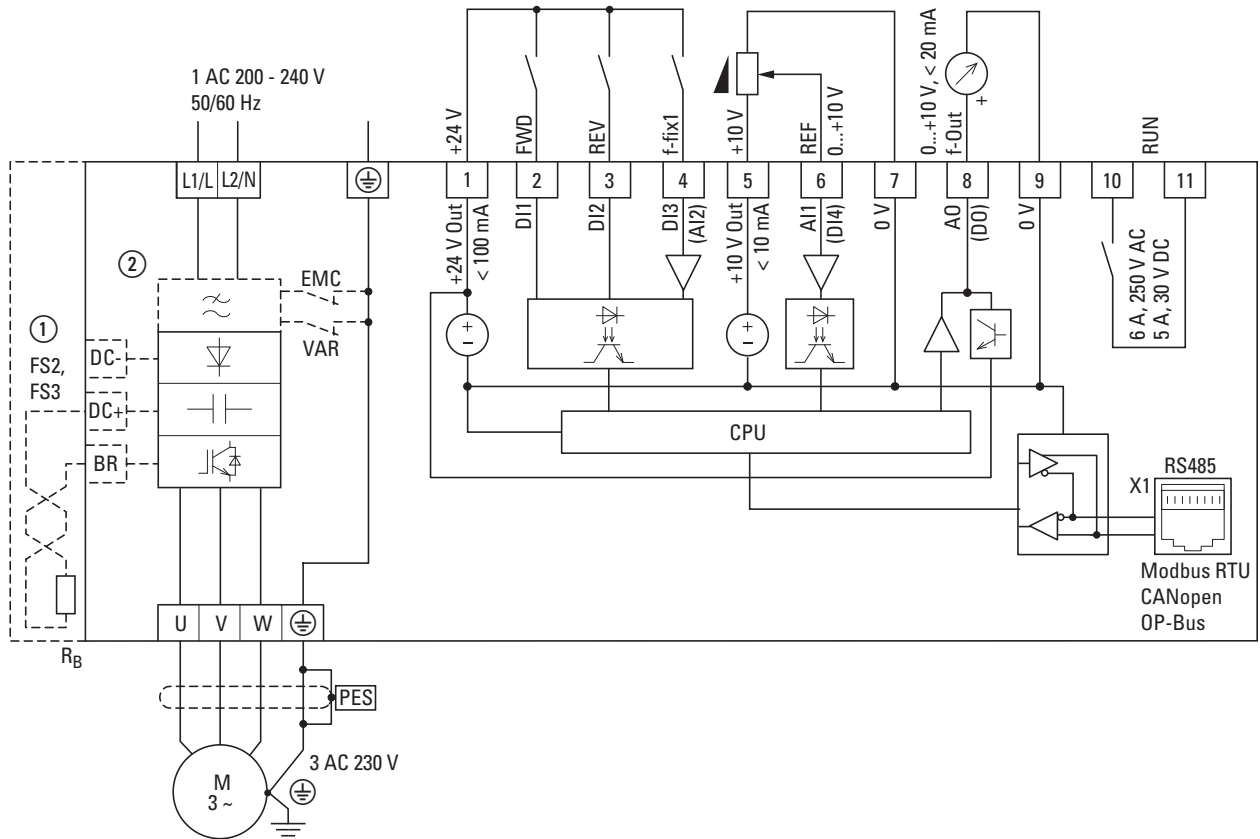 1 AC 200 - 240 V
50/60 Hz
+24 V
FWD
REV
f-fix1
+10 V
REF
0...+10 V
0...+10 V, < 20 mA
f-Out
+
RUN
L1/L
L2/N
1
2
3
4
5
6
7
8
9
10
11
+24 V Out
< 100 mA
DI1
DI2
DI3
(AI2)
+10 V Out
< 10 mA
AI1
(DI4)
0 V
AO
(DO)
0 V
6 A, 250 V AC
5 A, 30 V DC
②
EMC
VAR
①
FS2,
FS3
DC-
DC+
BR
+
−
+
−
CPU
X1
RS485
Modbus RTU
CANopen
OP-Bus
U
V
W
RB
PES
3 AC 230 V
M
3 ~